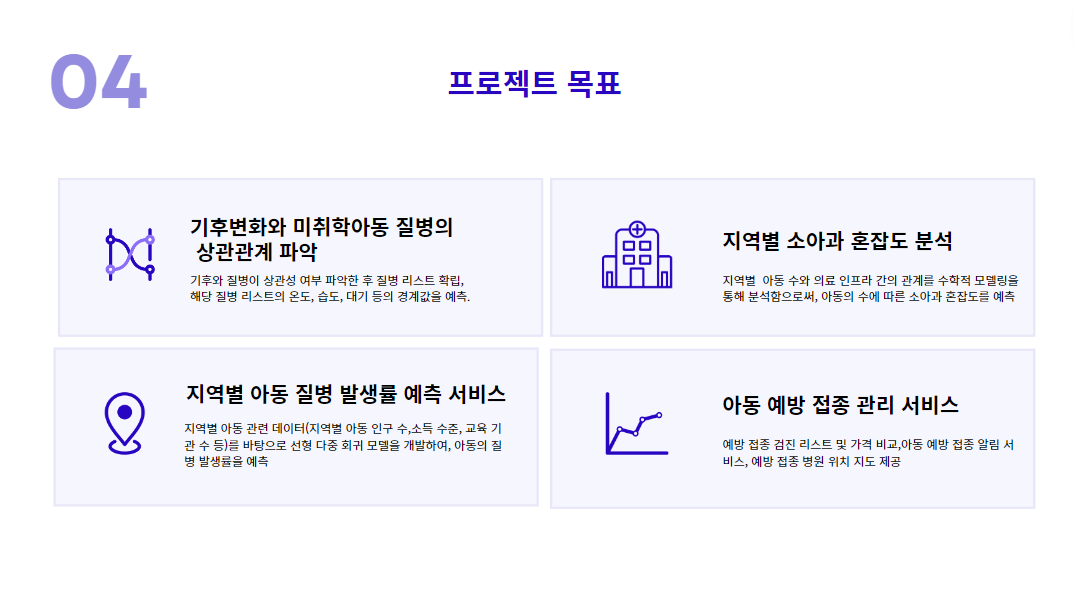 04
프로젝트 목표
기후변화와 미취학아동 질병의
상관관계 파악
기후와 질병이 상관성 여부 파악한 후 질병 리스트 확립,
해당 질병 리스트의 온도, 습도, 대기 등의 경계값을 예측.
지역별 소아과 혼잡도 분석
지역별 아동 수와 의료 인프라 간의 관계를 수학적 모델링을
통해 분석함으로써, 아동의 수에 따른 소아과 혼잡도를 예측
지역별 아동 질병 발생률 예측 서비스
지역별 아동 관련 데이터(지역별 아동 인구 수,소득 수준, 교육 기
관 수 등)를 바탕으로 선형 다중 회귀 모델을 개발하여, 아동의 질
병 발생률을 예측
아동 예방 접종 관리 서비스
예방 접종 검진 리스트 및 가격 비교,아동 예방 접종 알림 서
비스, 예방 접종 병원 위치 지도 제공